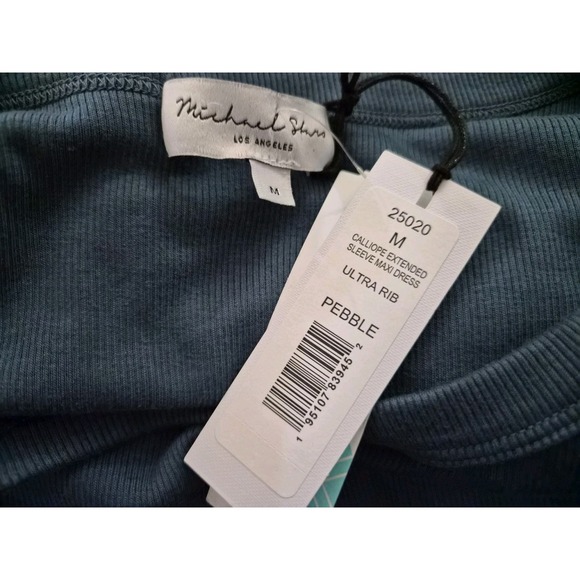 Michael Stars
LOS ANGELES
M
25020
M
CALLIOPE EXTENDED
SLEEVE MAXI DRESS
ULTRA RIB
PEBBLE
1 95107 83945 2